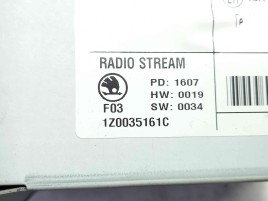 RADIO STREAM
PD: 1607
HW: 0019
F03 SW: 0034
1Z0035161C